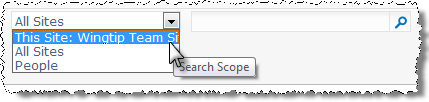 All Sites
This Site: Wingtip Team Si
All Sites
People
Search Scope